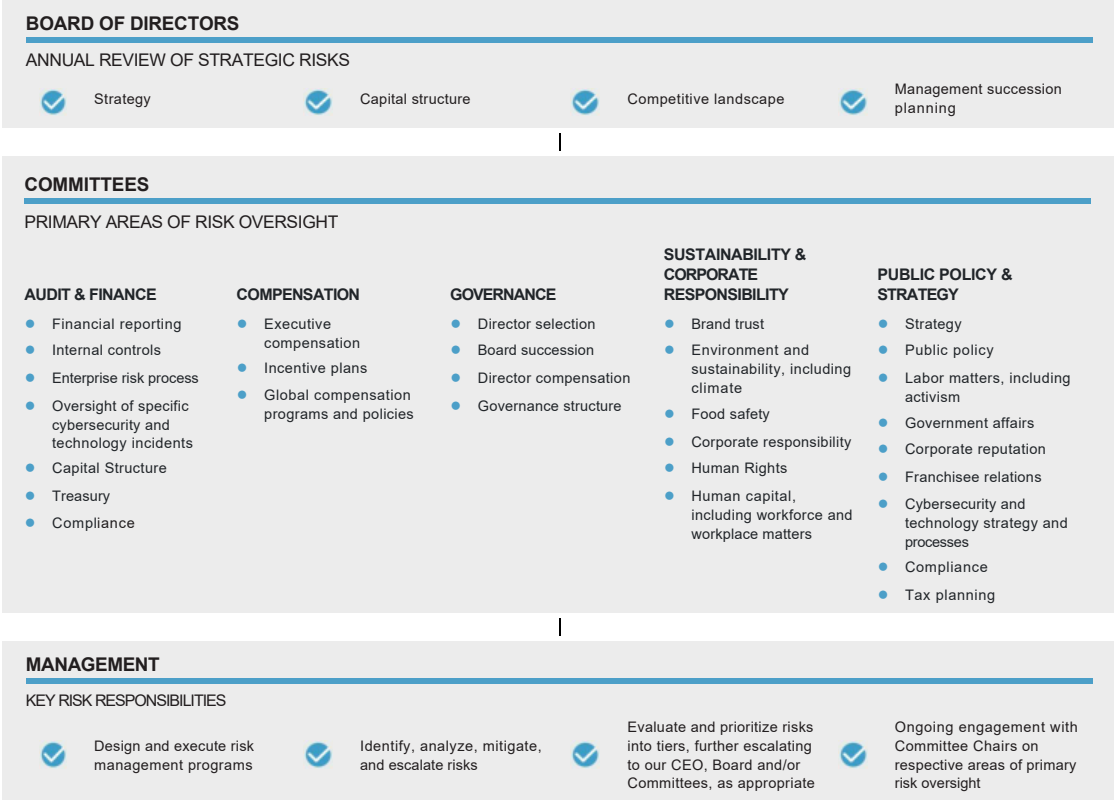 BOARD OF DIRECTORS
ANNUAL REVIEW OF STRATEGIC RISKS
Strategy
Capital structure
Competitive landscape
Management succession
planning
COMMITTEES
PRIMARY AREAS OF RISK OVERSIGHT
AUDIT & FINANCE
Financial reporting
Internal controls
Enterprise risk process
Oversight of specific
cybersecurity and
technology incidents
Capital Structure
Treasury
Compliance
COMPENSATION
Executive
compensation
Incentive plans
Global compensation
programs and policies
GOVERNANCE
Director selection
Board succession
Director compensation
Governance structure
SUSTAINABILITY &
CORPORATE
RESPONSIBILITY
Brand trust
Environment and
sustainability, including
climate
Food safety
Corporate responsibility
Human Rights
Human capital,
including workforce and
workplace matters
PUBLIC POLICY &
STRATEGY
Strategy
Public policy
Labor matters, including
activism
Government affairs
Corporate reputation
Franchisee relations
Cybersecurity and
technology strategy and
processes
Compliance
Tax planning
MANAGEMENT
KEY RISK RESPONSIBILITIES
Design and execute risk
management programs
Identify, analyze, mitigate,
and escalate risks
Evaluate and prioritize risks
into tiers, further escalating
to our CEO, Board and/or
Committees, as appropriate
Ongoing engagement with
Committee Chairs on
respective areas of primary
risk oversight